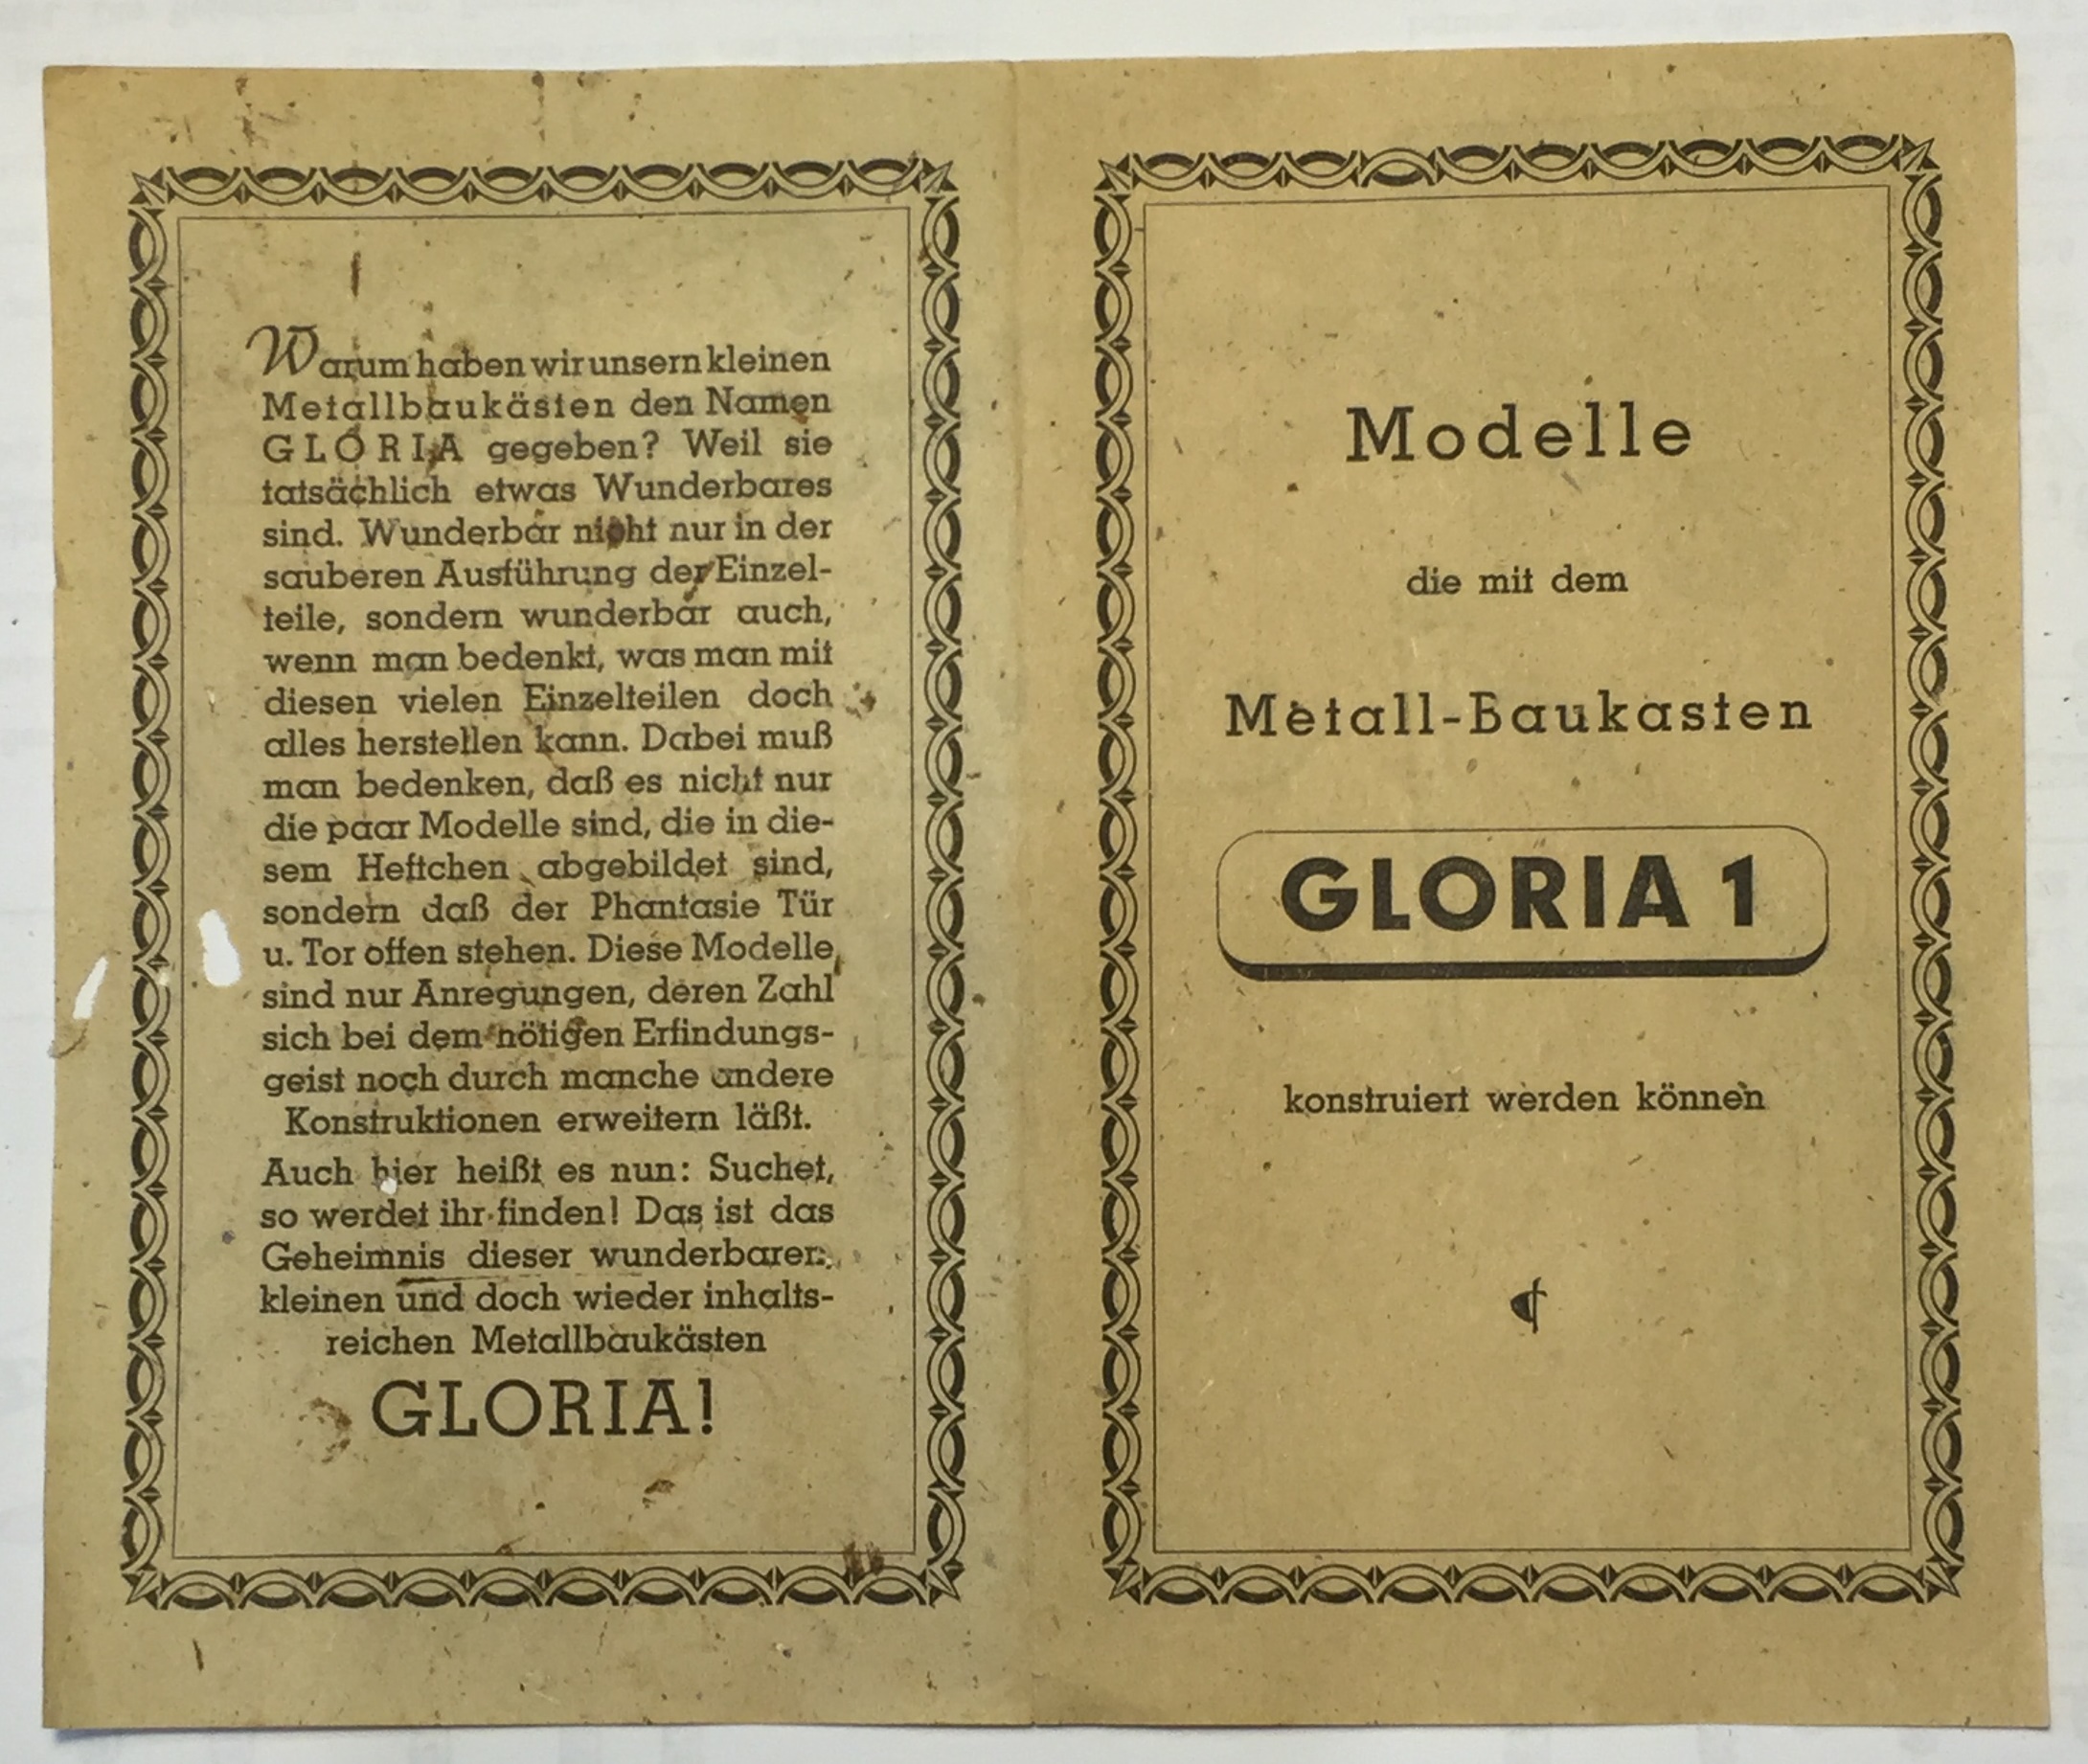 Warum haben wir unsern kleinen
Metallbaukästen den Namen
GLORIA gegeben? Weil sie
tatsächlich etwas Wunderbares
sind. Wunderbar nicht nur in der
sauberen Ausführung der Einzel-
teile, sondern wunderbar auch,
wenn man bedenkt, was man mit
diesen vielen Einzelteilen doch
alles herstellen kann. Dabei muß
man bedenken, daß es nicht nur
die paar Modelle sind, die in die-
sem Heftchen abgebildet sind,
sondern daß der Phantasie Tür
u. Tor offen stehen. Diese Modelle
sind nur Anregungen, deren Zahl
sich bei dem nötigen Erfindungs-
geist noch durch manche andere
Konstruktionen erweitern läßt.
Auch hier heißt es nun: Suchet,
so werdet ihr finden! Das ist das
Geheimnis dieser wunderbaren
kleinen und doch wieder inhalts-
reichen Metallbaukästen
GLORIA!
Modelle
die mit dem
Metall-Baukasten
GLORIA 1
konstruiert werden können